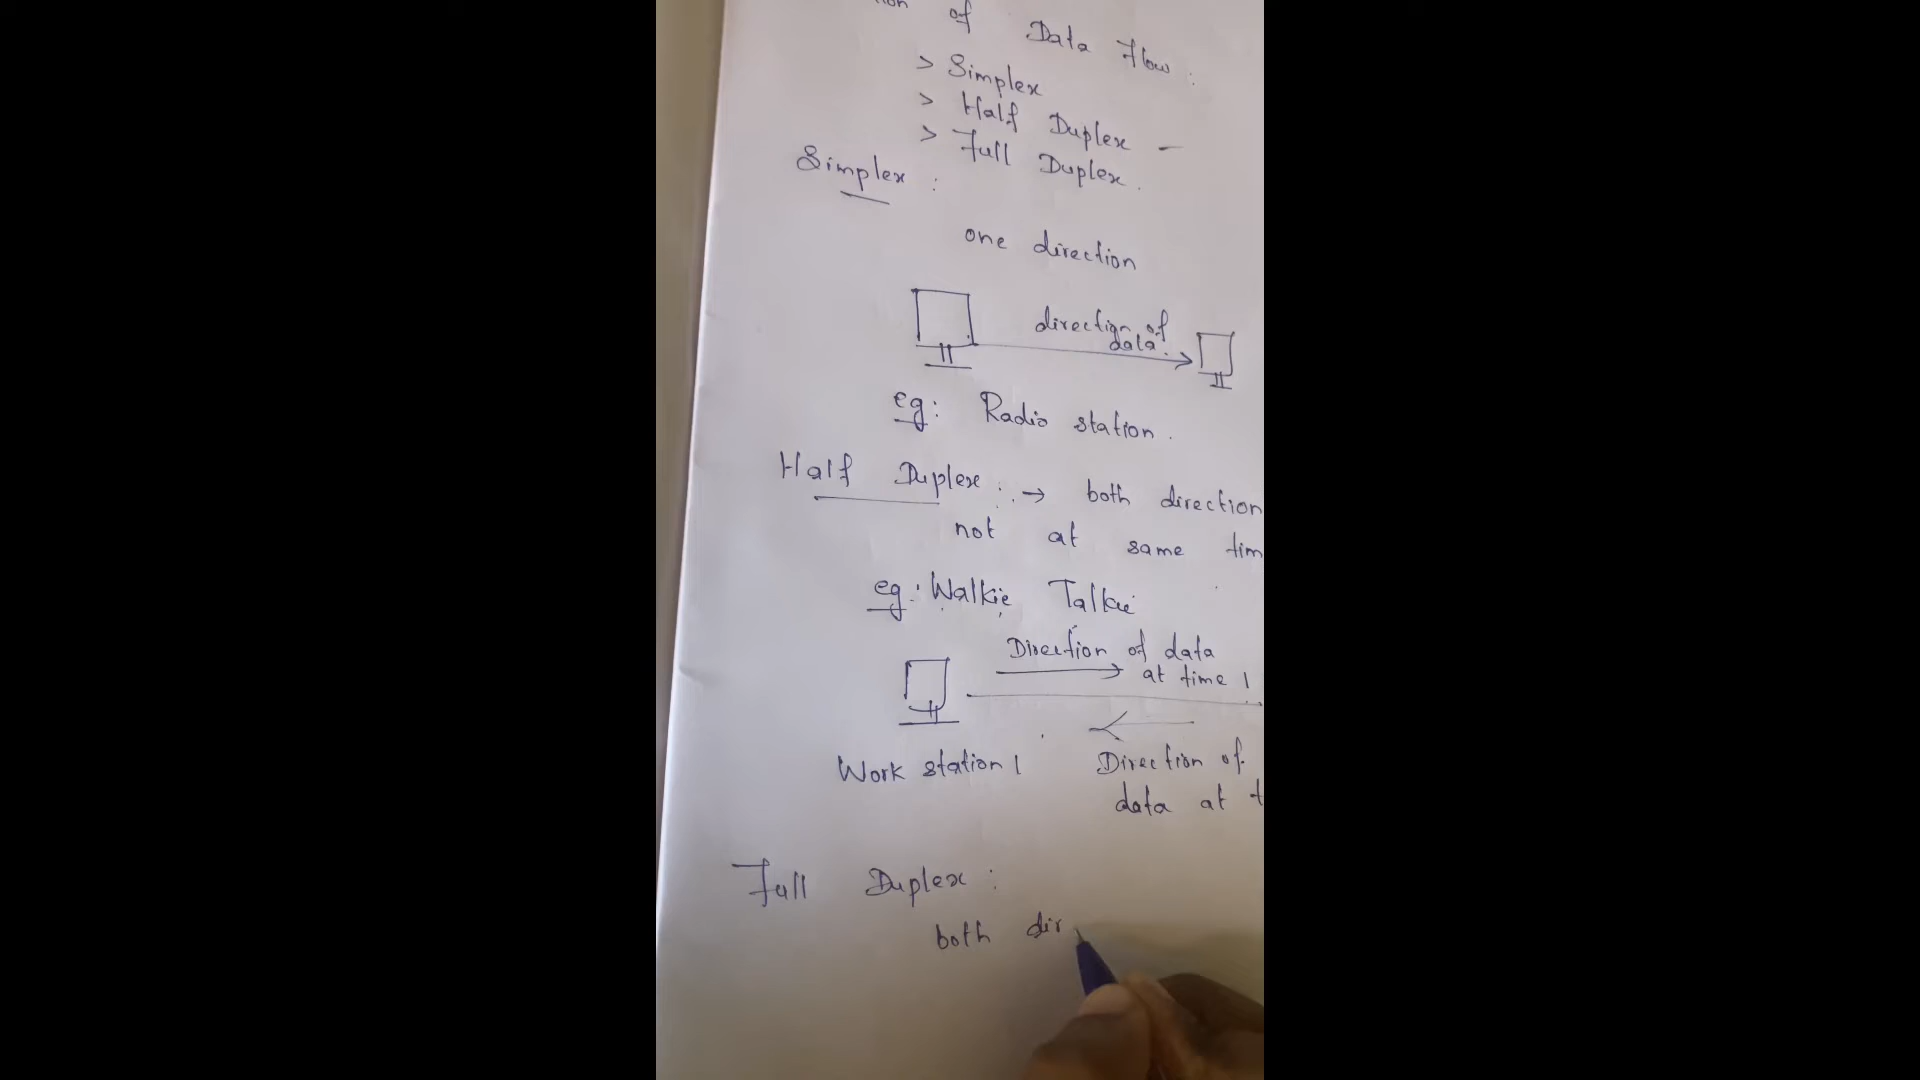 of Data Flow :
> Simplex
> Half Duplex -
> Full Duplex.
Simplex :
one direction
direction of
data.
eg: Radio station.
Half Duplex : → both direction
not at same tim
eg: Walkie Talkie
Direction of data
at time 1
Work station 1
Direction of
data at t
Full Duplex :
both dir